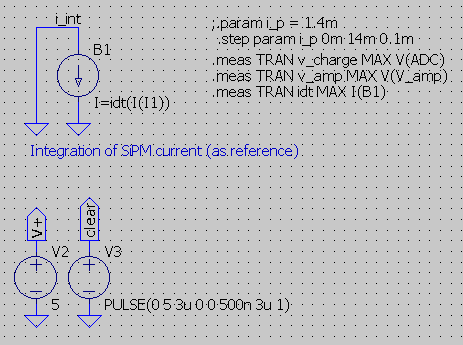 i_int
B1
I=idt(I(I1))
;.param i_p = 1.4m
.step param i_p 0m 14m 0.1m
.meas TRAN v_charge MAX V(ADC)
.meas TRAN v_amp MAX V(V_amp)
.meas TRAN idt MAX I(B1)
Integration of SiPM current (as reference)
V+
clear
V2
V3
5
PULSE(0 5 3u 0 0 500n 3u 1)